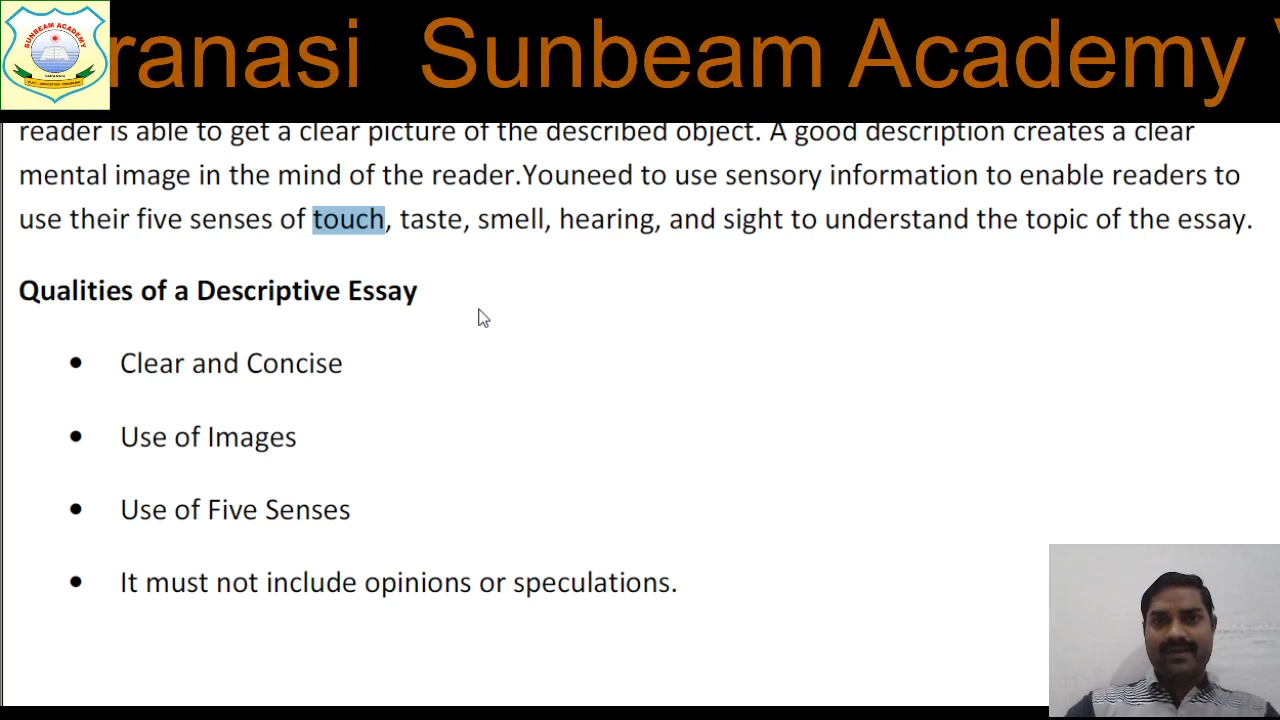 SUNBEAM ACADEMY
VARANASI
ranasi Sunbeam Academy
reader is able to get a clear picture of the described object. A good description creates a clear
mental image in the mind of the reader.Youneed to use sensory information to enable readers to
use their five senses of touch, taste, smell, hearing, and sight to understand the topic of the essay.
Qualities of a Descriptive Essay
• Clear and Concise
• Use of Images
• Use of Five Senses
• It must not include opinions or speculations.